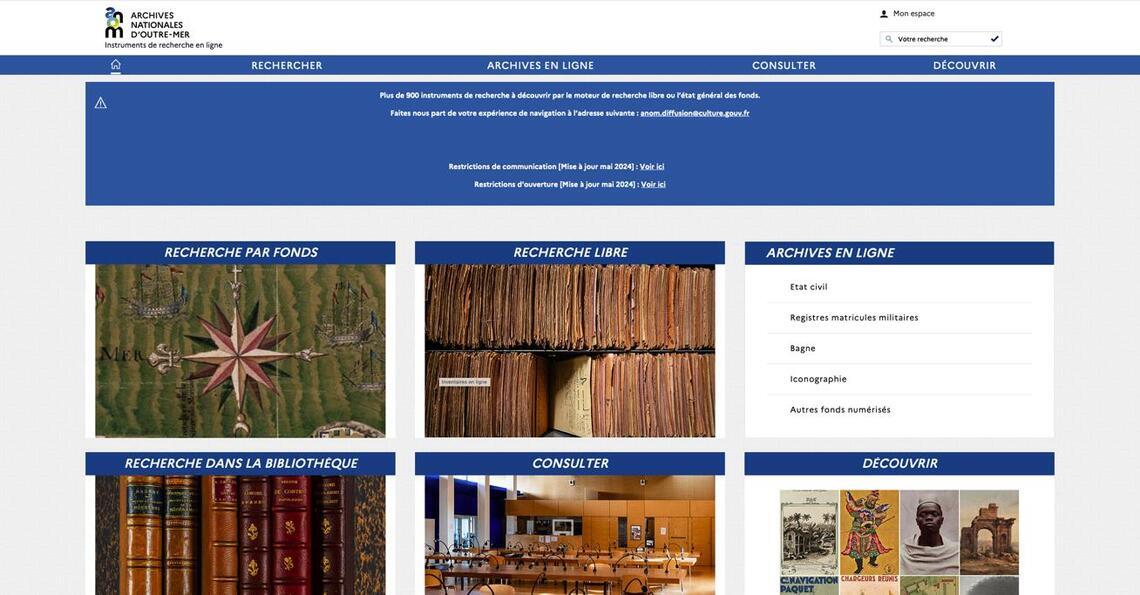 ARCHIVES
NATIONALES
D'OUTRE-MER
Instruments de recherche en ligne
Mon espace
Votre recherche
RECHERCHER
ARCHIVES EN LIGNE
CONSULTER
DÉCOUVRIR
Plus de 900 instruments de recherche à découvrir par le moteur de recherche libre ou l'état général des fonds.
Faites nous part de votre expérience de navigation à l'adresse suivante : anom.diffusion@culture.gouv.fr
Restrictions de communication [Mise à jour mai 2024] : Voir ici
Restrictions d'ouverture [Mise à jour mai 2024] : Voir ici
RECHERCHE PAR FONDS
RECHERCHE LIBRE
ARCHIVES EN LIGNE
MER
Inventaires en ligne
Etat civil
Registres matricules militaires
Bagne
Iconographie
Autres fonds numérisés
RECHERCHE DANS LA BIBLIOTHÈQUE
CONSULTER
DÉCOUVRIR
CIE NAVIGATION
PAQUET
CHARGEURS REUNIS